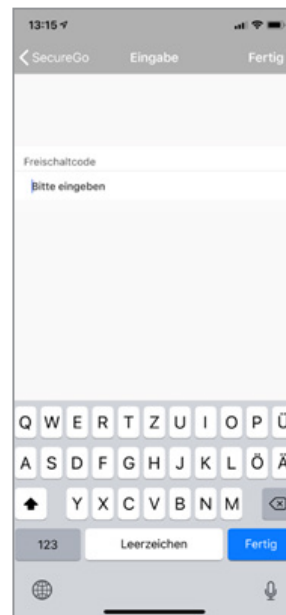 13:15
SecureGo Eingabe Fertig
Freischaltcode
Bitte eingeben
Q W E R T Z U I O P Ü
A S D F G H J K L Ö Ä
Y X C V B N M
123 Leerzeichen Fertig